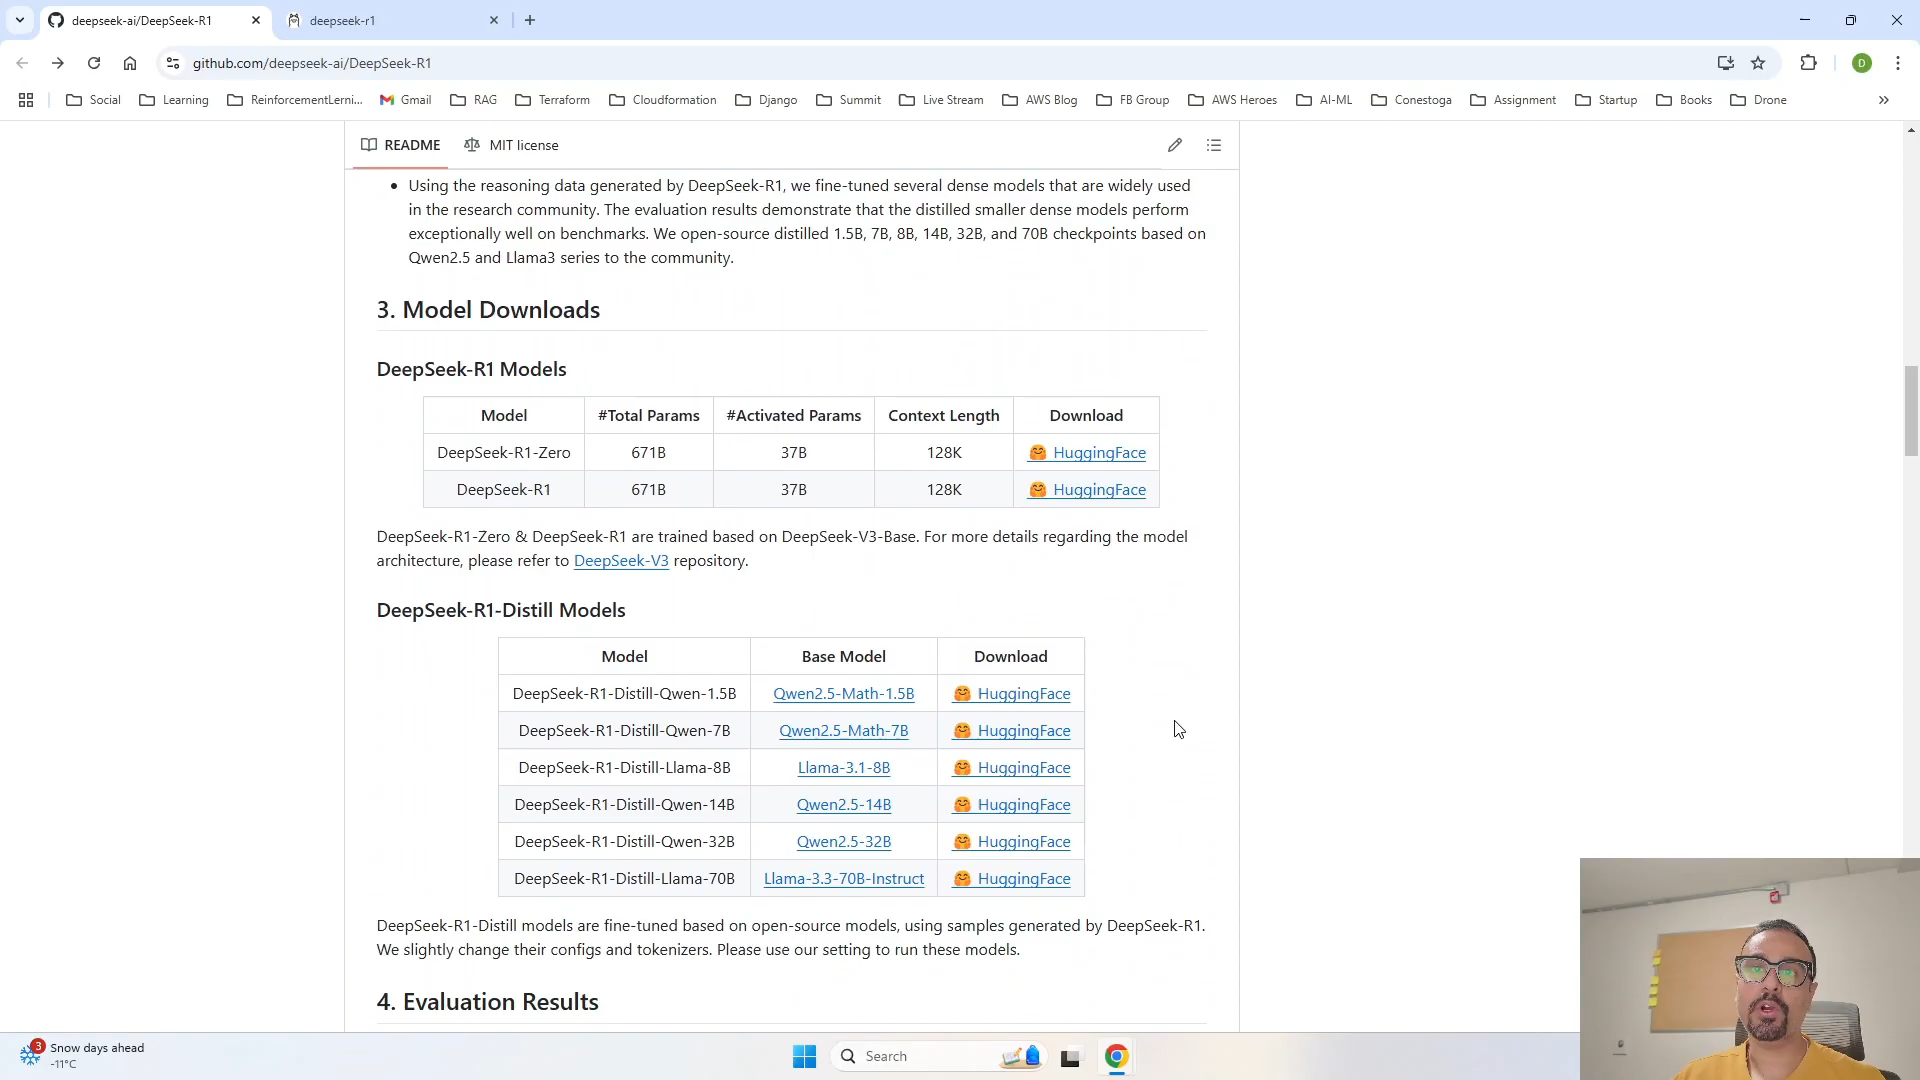 deepseek-ai/DeepSeek-R1
deepseek-r1
github.com/deepseek-ai/DeepSeek-R1
D
Social
Learning
ReinforcementLerni...
Gmail
RAG
Terraform
Cloudformation
Django
Summit
Live Stream
AWS Blog
FB Group
AWS Heroes
AI-ML
Conestoga
Assignment
Startup
Books
Drone
README
MIT license
• Using the reasoning data generated by DeepSeek-R1, we fine-tuned several dense models that are widely used
in the research community. The evaluation results demonstrate that the distilled smaller dense models perform
exceptionally well on benchmarks. We open-source distilled 1.5B, 7B, 8B, 14B, 32B, and 70B checkpoints based on
Qwen2.5 and Llama3 series to the community.
3. Model Downloads
DeepSeek-R1 Models
Model #Total Params #Activated Params Context Length Download
DeepSeek-R1-Zero 671B 37B 128K 🤗 HuggingFace
DeepSeek-R1 671B 37B 128K 🤗 HuggingFace
DeepSeek-R1-Zero & DeepSeek-R1 are trained based on DeepSeek-V3-Base. For more details regarding the model
architecture, please refer to DeepSeek-V3 repository.
DeepSeek-R1-Distill Models
Model Base Model Download
DeepSeek-R1-Distill-Qwen-1.5B Qwen2.5-Math-1.5B 🤗 HuggingFace
DeepSeek-R1-Distill-Qwen-7B Qwen2.5-Math-7B 🤗 HuggingFace
DeepSeek-R1-Distill-Llama-8B Llama-3.1-8B 🤗 HuggingFace
DeepSeek-R1-Distill-Qwen-14B Qwen2.5-14B 🤗 HuggingFace
DeepSeek-R1-Distill-Qwen-32B Qwen2.5-32B 🤗 HuggingFace
DeepSeek-R1-Distill-Llama-70B Llama-3.3-70B-Instruct 🤗 HuggingFace
DeepSeek-R1-Distill models are fine-tuned based on open-source models, using samples generated by DeepSeek-R1.
We slightly change their configs and tokenizers. Please use our setting to run these models.
4. Evaluation Results
3
Snow days ahead
-11°C
Search